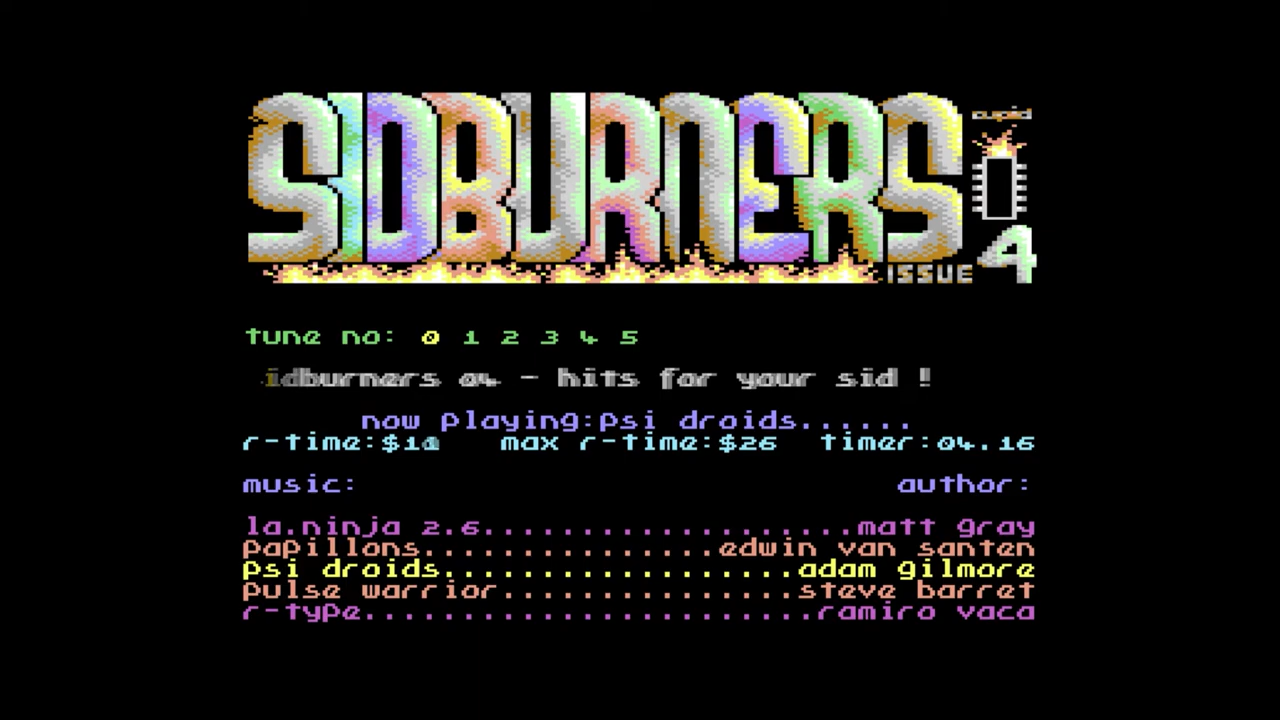 SIDBURNERS
cupid
ISSUE 4
tune no: 0 1 2 3 4 5
idburners 04 - hits for your sid !
now playing:psi droids......
r-time:$1a max r-time:$26 timer:04.16
music: author:
la.ninja 2.6...................matt gray
papillons...............edwin van santen
psi droids..................adam gilmore
pulse warrior...............steve barret
r-type.......................ramiro vaca